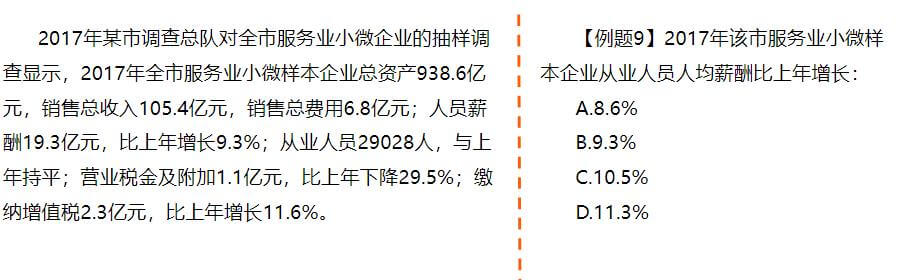 2017年某市调查总队对全市服务业小微企业的抽样调
查显示，2017年全市服务业小微样本企业总资产938.6亿
元，销售总收入105.4亿元，销售总费用6.8亿元；人员薪
酬19.3亿元，比上年增长9.3%；从业人员29028人，与上
年持平；营业税金及附加1.1亿元，比上年下降29.5%；缴
纳增值税2.3亿元，比上年增长11.6%。
【例题9】2017年该市服务业小微样
本企业从业人员人均薪酬比上年增长：
A.8.6%
B.9.3%
C.10.5%
D.11.3%